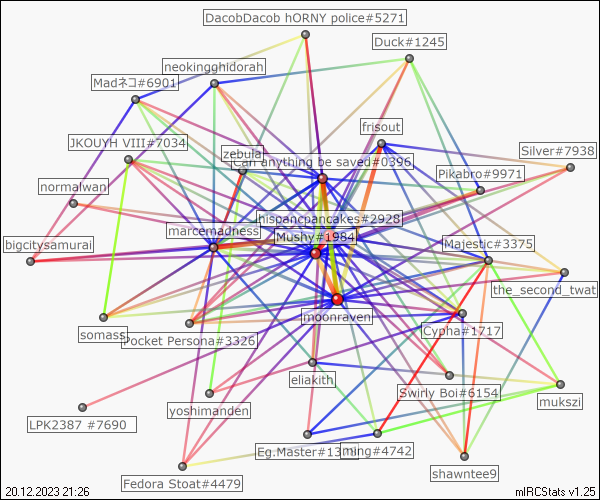 DacobDacob hORNY police#5271
Duck#1245
neokingghidorah
Madネコ#6901
frisout
JKOUYH VIII#7034
Silver#7938
zebula
Can anything be saved#0396
Pikabro#9971
normalwan
hispancpancakes#2928
marcemadness
Mushy#1984
bigcitysamurai
Majestic#3375
the_second_twat
moonraven
somass
Pocket Persona#3326
Cypha#1717
eliakith
Swirly Boi#6154
yoshimanden
mukszi
LPK2387 #7690
Eg.Master#13
ming#4742
shawntee9
Fedora Stoat#4479
20.12.2023 21:26
mIRCStats v1.25